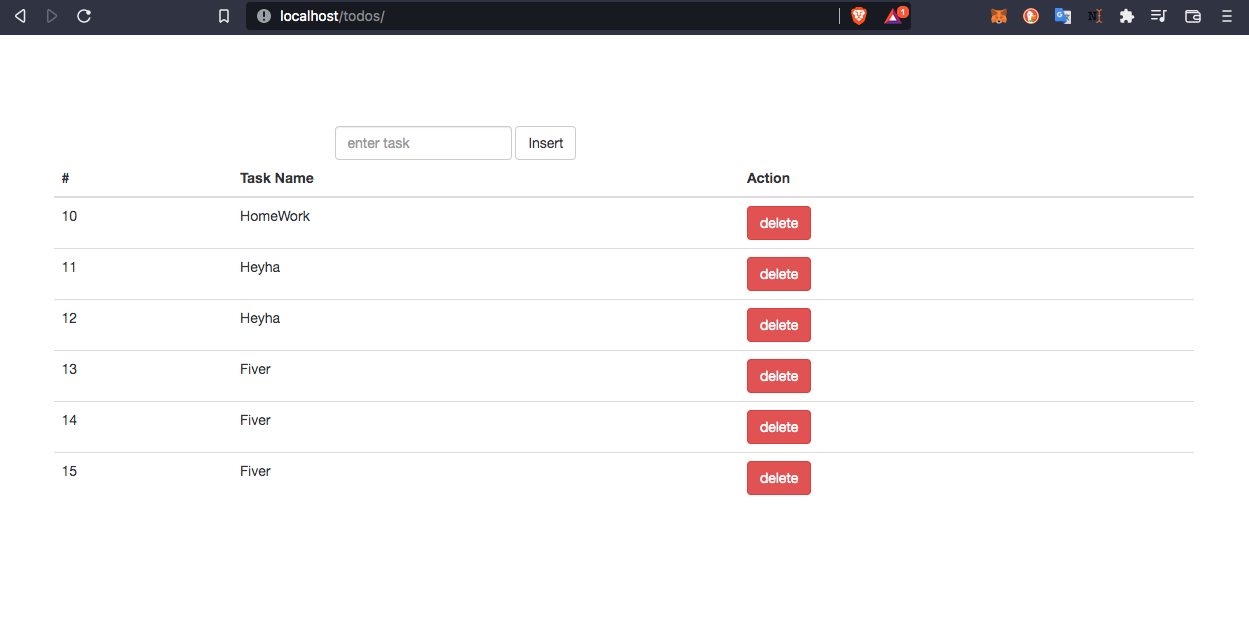 localhost/todos/
1
enter task Insert
# Task Name Action
10 HomeWork delete
11 Heyha delete
12 Heyha delete
13 Fiver delete
14 Fiver delete
15 Fiver delete